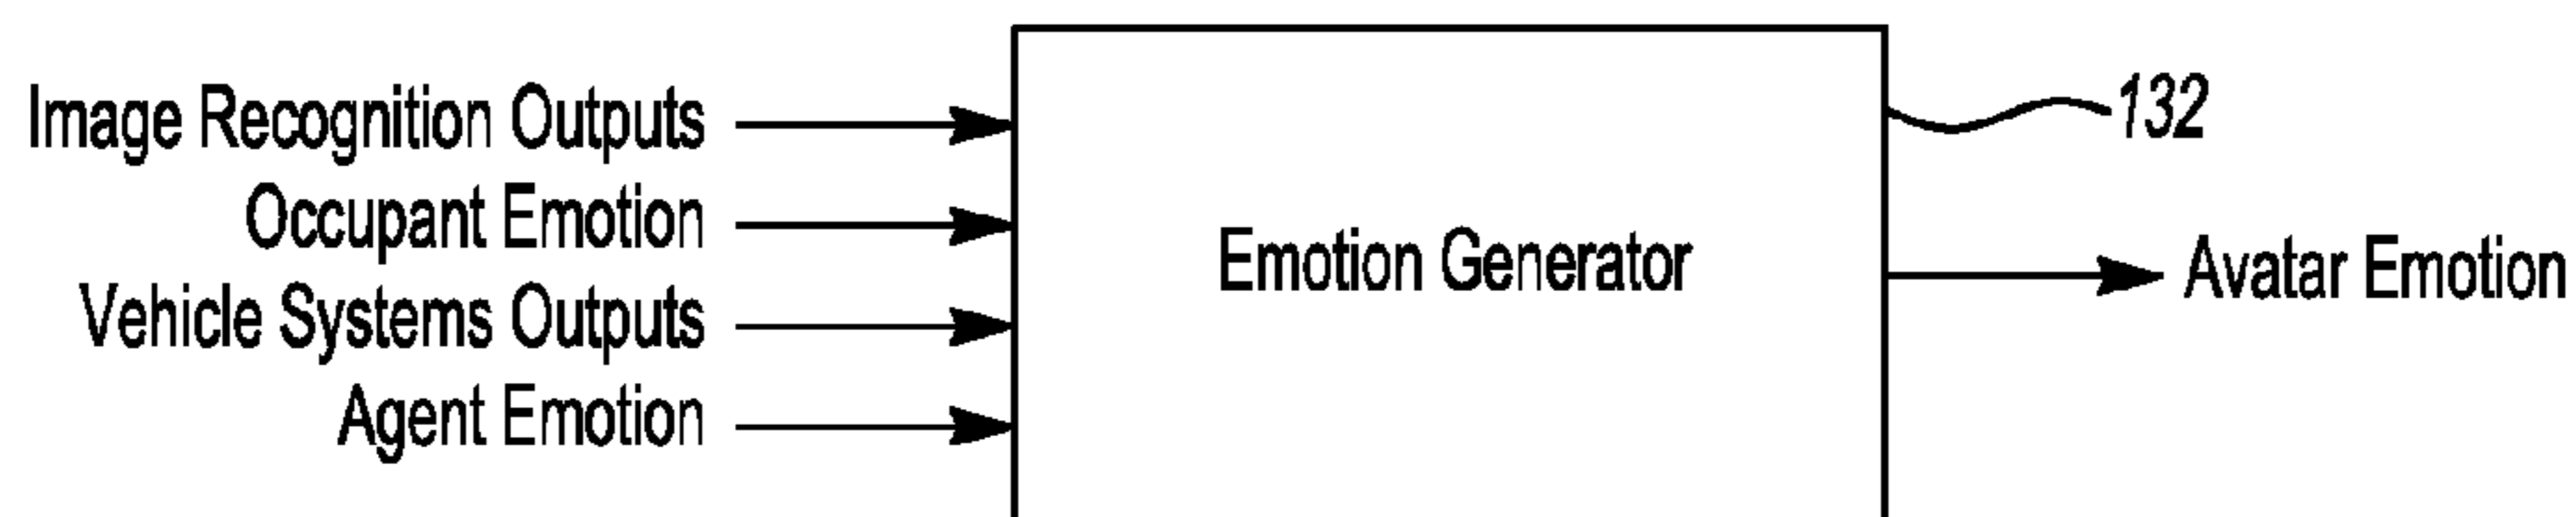 Image Recognition Outputs
Occupant Emotion
Vehicle Systems Outputs
Agent Emotion
Emotion Generator
132
Avatar Emotion